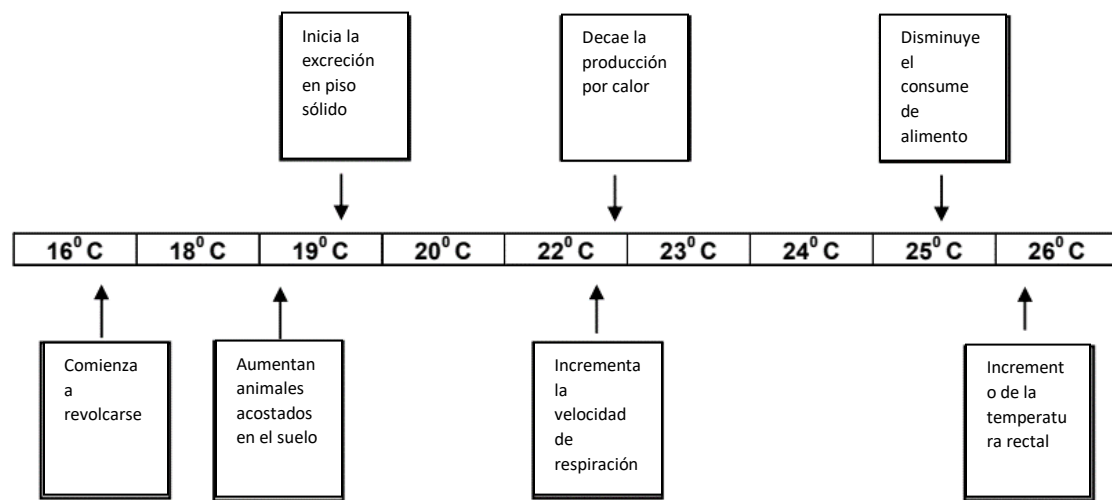 Inicia la
excreción
en piso
sólido
Decae la
producción
por calor
Disminuye
el
consume
de
alimento
16⁰ C 18⁰ C 19⁰ C 20⁰ C 22⁰ C 23⁰ C 24⁰ C 25⁰ C 26⁰ C
Comienza
a
revolcarse
Aumentan
animales
acostados
en el suelo
Incrementa
la
velocidad
de
respiración
Increment
o de la
temperatu
ra rectal